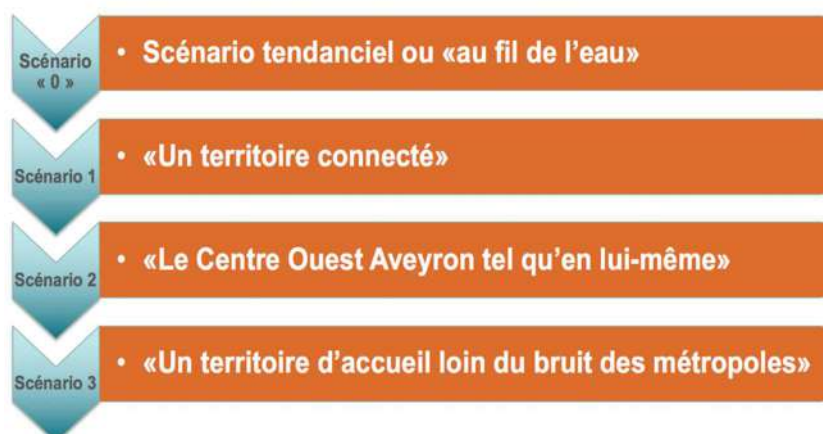 Scénario
« 0 »
• Scénario tendanciel ou «au fil de l’eau»
Scénario 1
• «Un territoire connecté»
Scénario 2
• «Le Centre Ouest Aveyron tel qu’en lui-même»
Scénario 3
• «Un territoire d’accueil loin du bruit des métropoles»